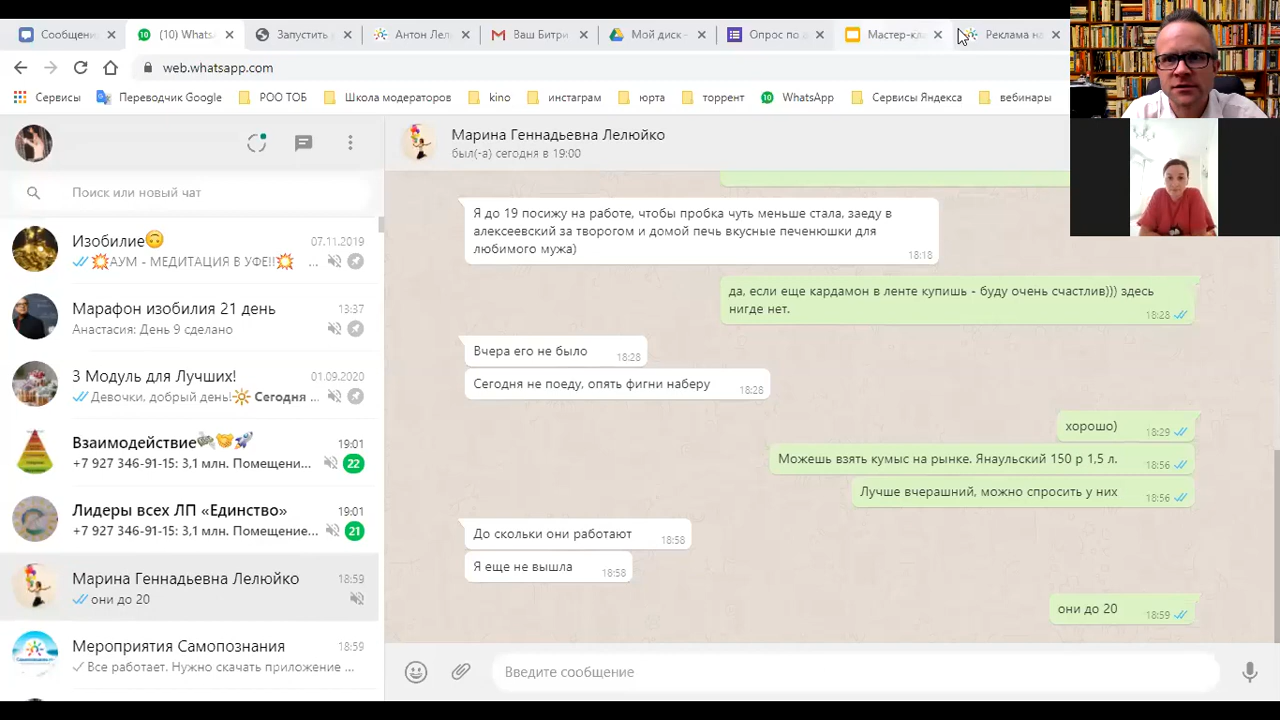 Сообщени
(10) Whats
Запустить
Антон Лел
Ваш Битр
Мой диск -
Опрос по
Мастер-кл
Реклама на
web.whatsapp.com
Сервисы
Переводчик Google
РОО ТОБ
Школа модераторов
kino
инстаграм
юрта
торрент
10 WhatsApp
Сервисы Яндекса
вебинары
Поиск или новый чат
Изобилие🙃 07.11.2019
💥АУМ - МЕДИТАЦИЯ В УФЕ!!💥 ...
Марафон изобилия 21 день 13:37
Анастасия: День 9 сделано
3 Модуль для Лучших! 01.09.2020
Девочки, добрый день!🔆 Сегодня ...
Взаимодействие 🤝🚀 19:01
+7 927 346-91-15: 3,1 млн. Помещени... 22
Лидеры всех ЛП «Единство» 19:01
+7 927 346-91-15: 3,1 млн. Помещение... 21
Марина Геннадьевна Лелюйко 18:59
они до 20
Мероприятия Самопознания 18:59
Все работает. Нужно скачать приложение ...
Марина Геннадьевна Лелюйко
был(-а) сегодня в 19:00
Я до 19 посижу на работе, чтобы пробка чуть меньше стала, заеду в
алексеевский за творогом и домой печь вкусные печенюшки для
любимого мужа)
18:18
да, если еще кардамон в ленте купишь - буду очень счастлив))) здесь
нигде нет.
18:28
Вчера его не было 18:28
Сегодня не поеду, опять фигни наберу 18:28
хорошо) 18:29
Можешь взять кумыс на рынке. Янаульский 150 р 1,5 л. 18:56
Лучше вчерашний, можно спросить у них 18:56
До скольки они работают 18:58
Я еще не вышла 18:58
они до 20 18:59
Введите сообщение